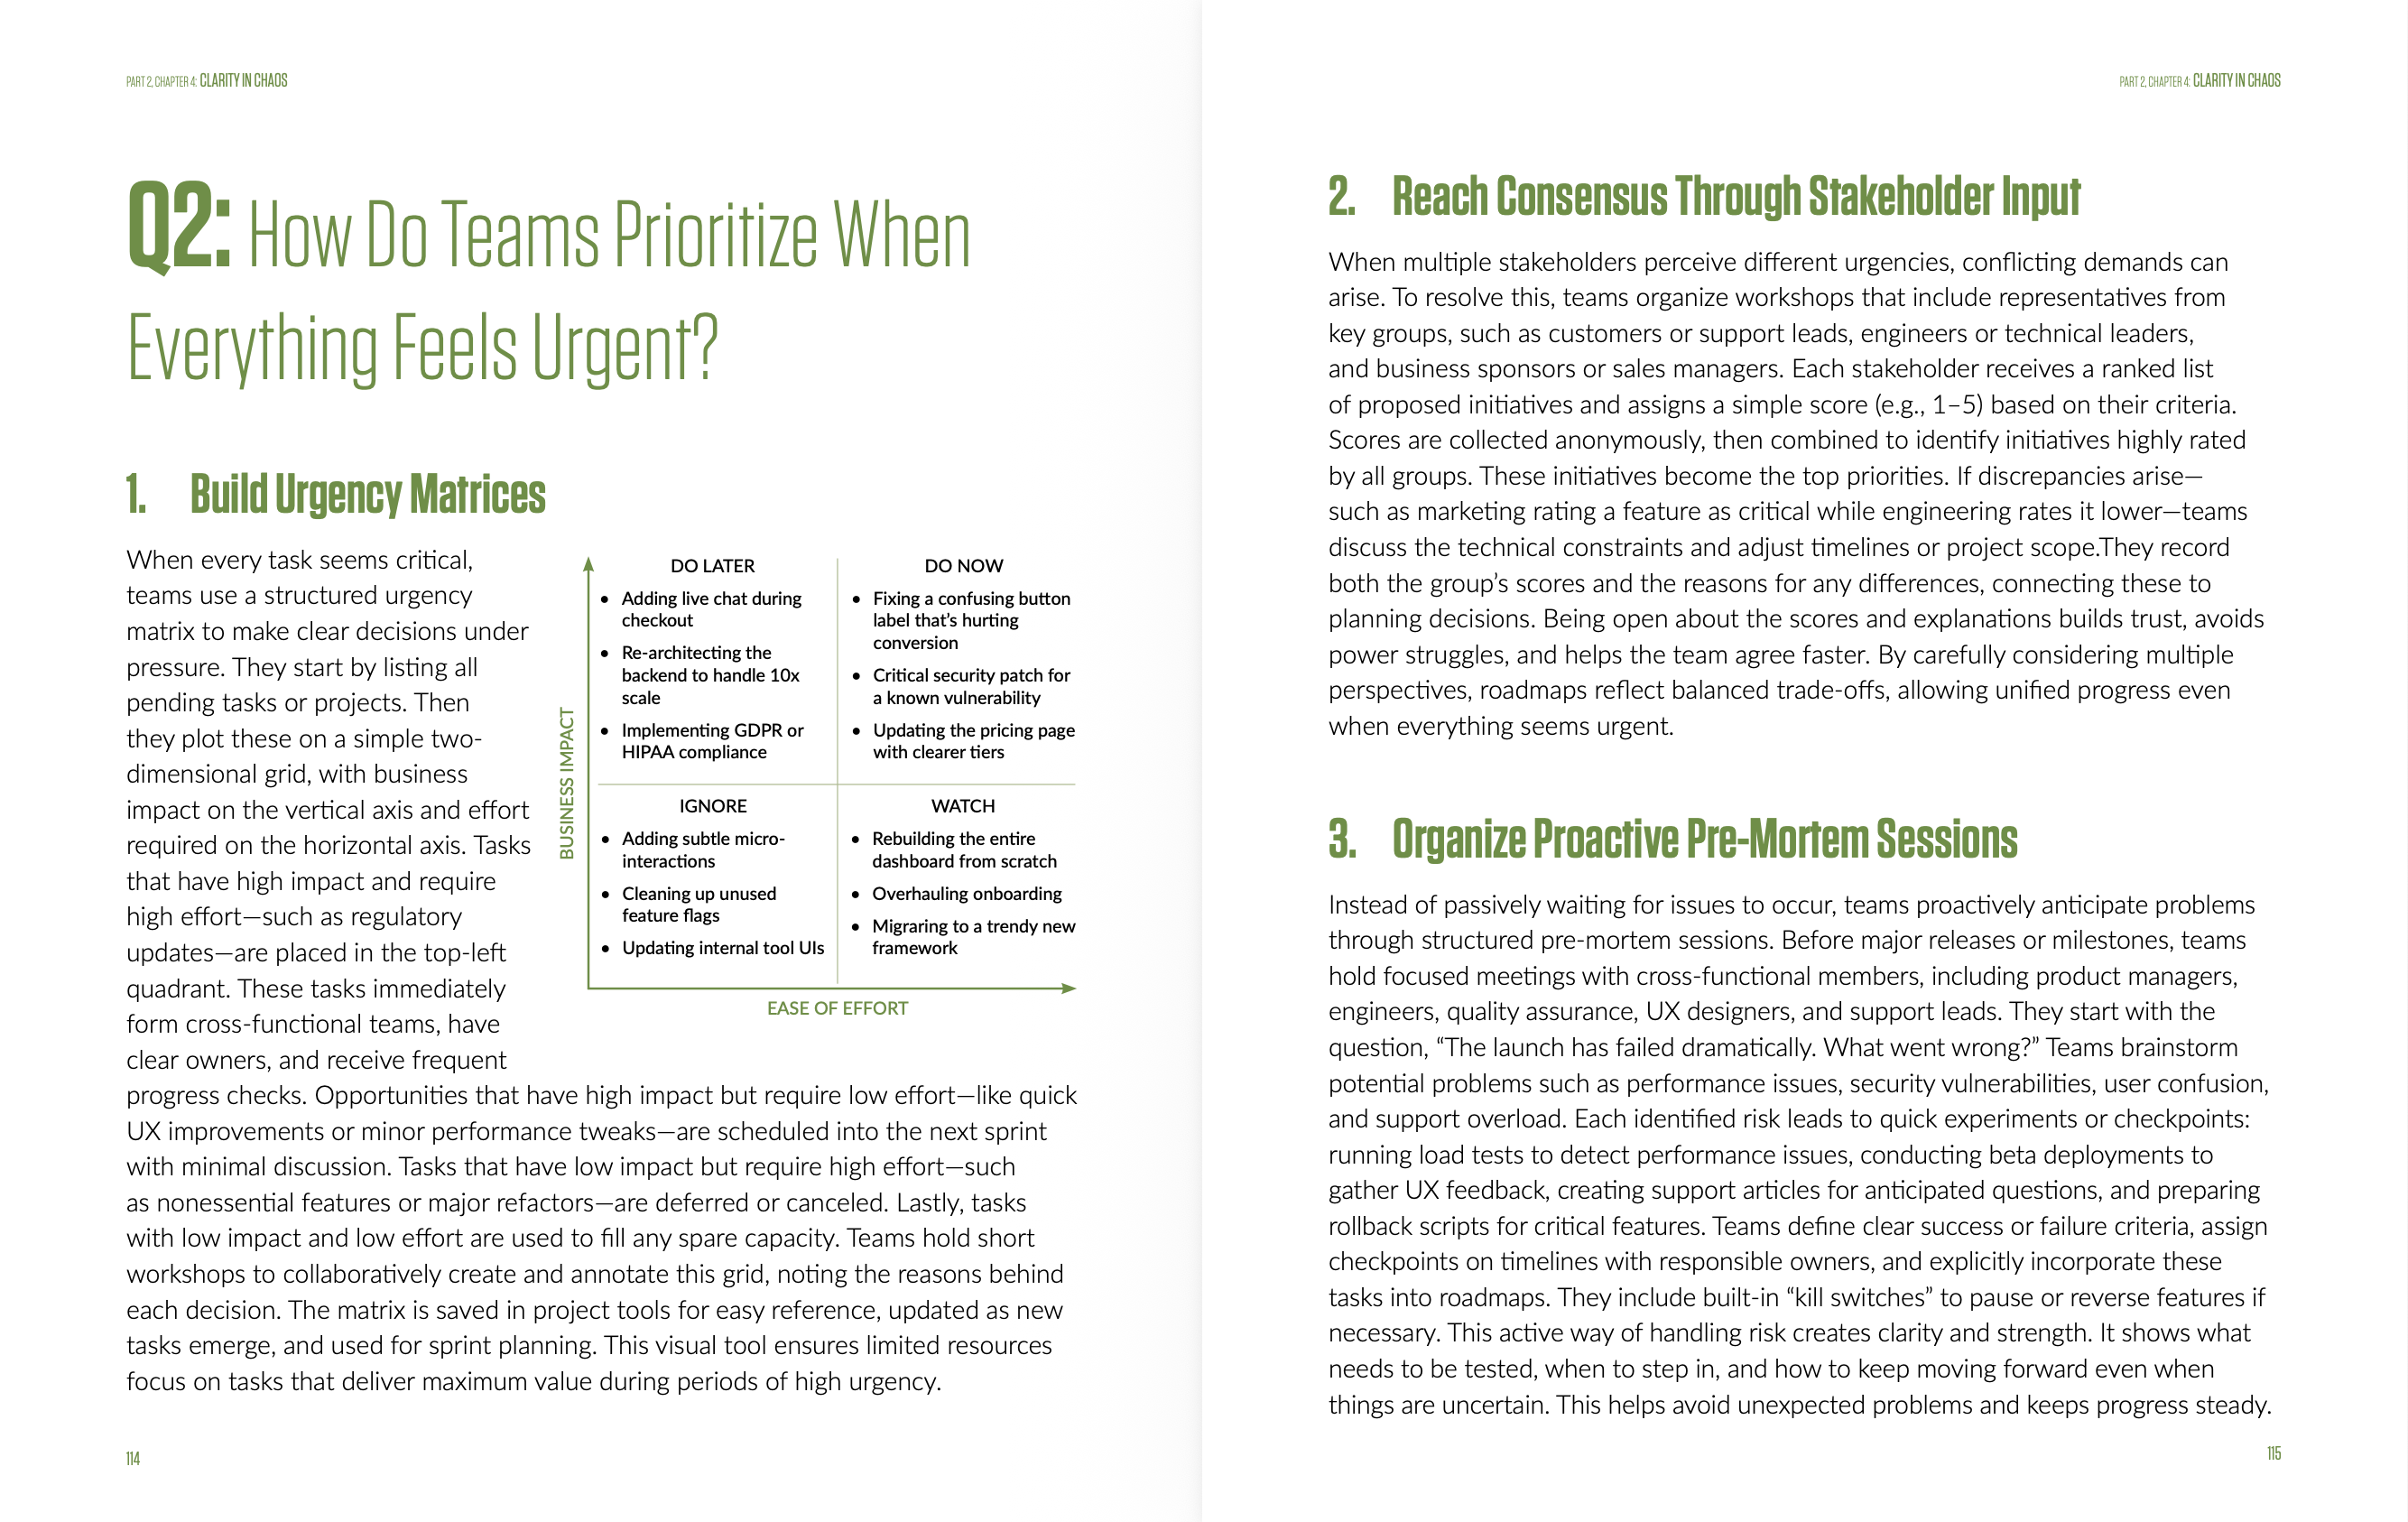 PART 2, CHAPTER 4: CLARITY IN CHAOS
Q2: How Do Teams Prioritize When
Everything Feels Urgent?
1. Build Urgency Matrices
When every task seems critical,
teams use a structured urgency
matrix to make clear decisions under
pressure. They start by listing all
pending tasks or projects. Then
they plot these on a simple two-
dimensional grid, with business
impact on the vertical axis and effort
required on the horizontal axis. Tasks
that have high impact and require
high effort—such as regulatory
updates—are placed in the top-left
quadrant. These tasks immediately
form cross-functional teams, have
clear owners, and receive frequent
progress checks. Opportunities that have high impact but require low effort—like quick
UX improvements or minor performance tweaks—are scheduled into the next sprint
with minimal discussion. Tasks that have low impact but require high effort—such
as nonessential features or major refactors—are deferred or canceled. Lastly, tasks
with low impact and low effort are used to fill any spare capacity. Teams hold short
workshops to collaboratively create and annotate this grid, noting the reasons behind
each decision. The matrix is saved in project tools for easy reference, updated as new
tasks emerge, and used for sprint planning. This visual tool ensures limited resources
focus on tasks that deliver maximum value during periods of high urgency.
BUSINESS IMPACT
DO LATER
• Adding live chat during
checkout
• Re-architecting the
backend to handle 10x
scale
• Implementing GDPR or
HIPAA compliance
DO NOW
• Fixing a confusing button
label that's hurting
conversion
• Critical security patch for
a known vulnerability
• Updating the pricing page
with clearer tiers
IGNORE
• Adding subtle micro-
interactions
• Cleaning up unused
feature flags
• Updating internal tool UIs
WATCH
• Rebuilding the entire
dashboard from scratch
• Overhauling onboarding
• Migraring to a trendy new
framework
EASE OF EFFORT
114
PART 2, CHAPTER 4: CLARITY IN CHAOS
2. Reach Consensus Through Stakeholder Input
When multiple stakeholders perceive different urgencies, conflicting demands can
arise. To resolve this, teams organize workshops that include representatives from
key groups, such as customers or support leads, engineers or technical leaders,
and business sponsors or sales managers. Each stakeholder receives a ranked list
of proposed initiatives and assigns a simple score (e.g., 1–5) based on their criteria.
Scores are collected anonymously, then combined to identify initiatives highly rated
by all groups. These initiatives become the top priorities. If discrepancies arise—
such as marketing rating a feature as critical while engineering rates it lower—teams
discuss the technical constraints and adjust timelines or project scope.They record
both the group’s scores and the reasons for any differences, connecting these to
planning decisions. Being open about the scores and explanations builds trust, avoids
power struggles, and helps the team agree faster. By carefully considering multiple
perspectives, roadmaps reflect balanced trade-offs, allowing unified progress even
when everything seems urgent.
3. Organize Proactive Pre-Mortem Sessions
Instead of passively waiting for issues to occur, teams proactively anticipate problems
through structured pre-mortem sessions. Before major releases or milestones, teams
hold focused meetings with cross-functional members, including product managers,
engineers, quality assurance, UX designers, and support leads. They start with the
question, “The launch has failed dramatically. What went wrong?” Teams brainstorm
potential problems such as performance issues, security vulnerabilities, user confusion,
and support overload. Each identified risk leads to quick experiments or checkpoints:
running load tests to detect performance issues, conducting beta deployments to
gather UX feedback, creating support articles for anticipated questions, and preparing
rollback scripts for critical features. Teams define clear success or failure criteria, assign
checkpoints on timelines with responsible owners, and explicitly incorporate these
tasks into roadmaps. They include built-in “kill switches” to pause or reverse features if
necessary. This active way of handling risk creates clarity and strength. It shows what
needs to be tested, when to step in, and how to keep moving forward even when
things are uncertain. This helps avoid unexpected problems and keeps progress steady.
115